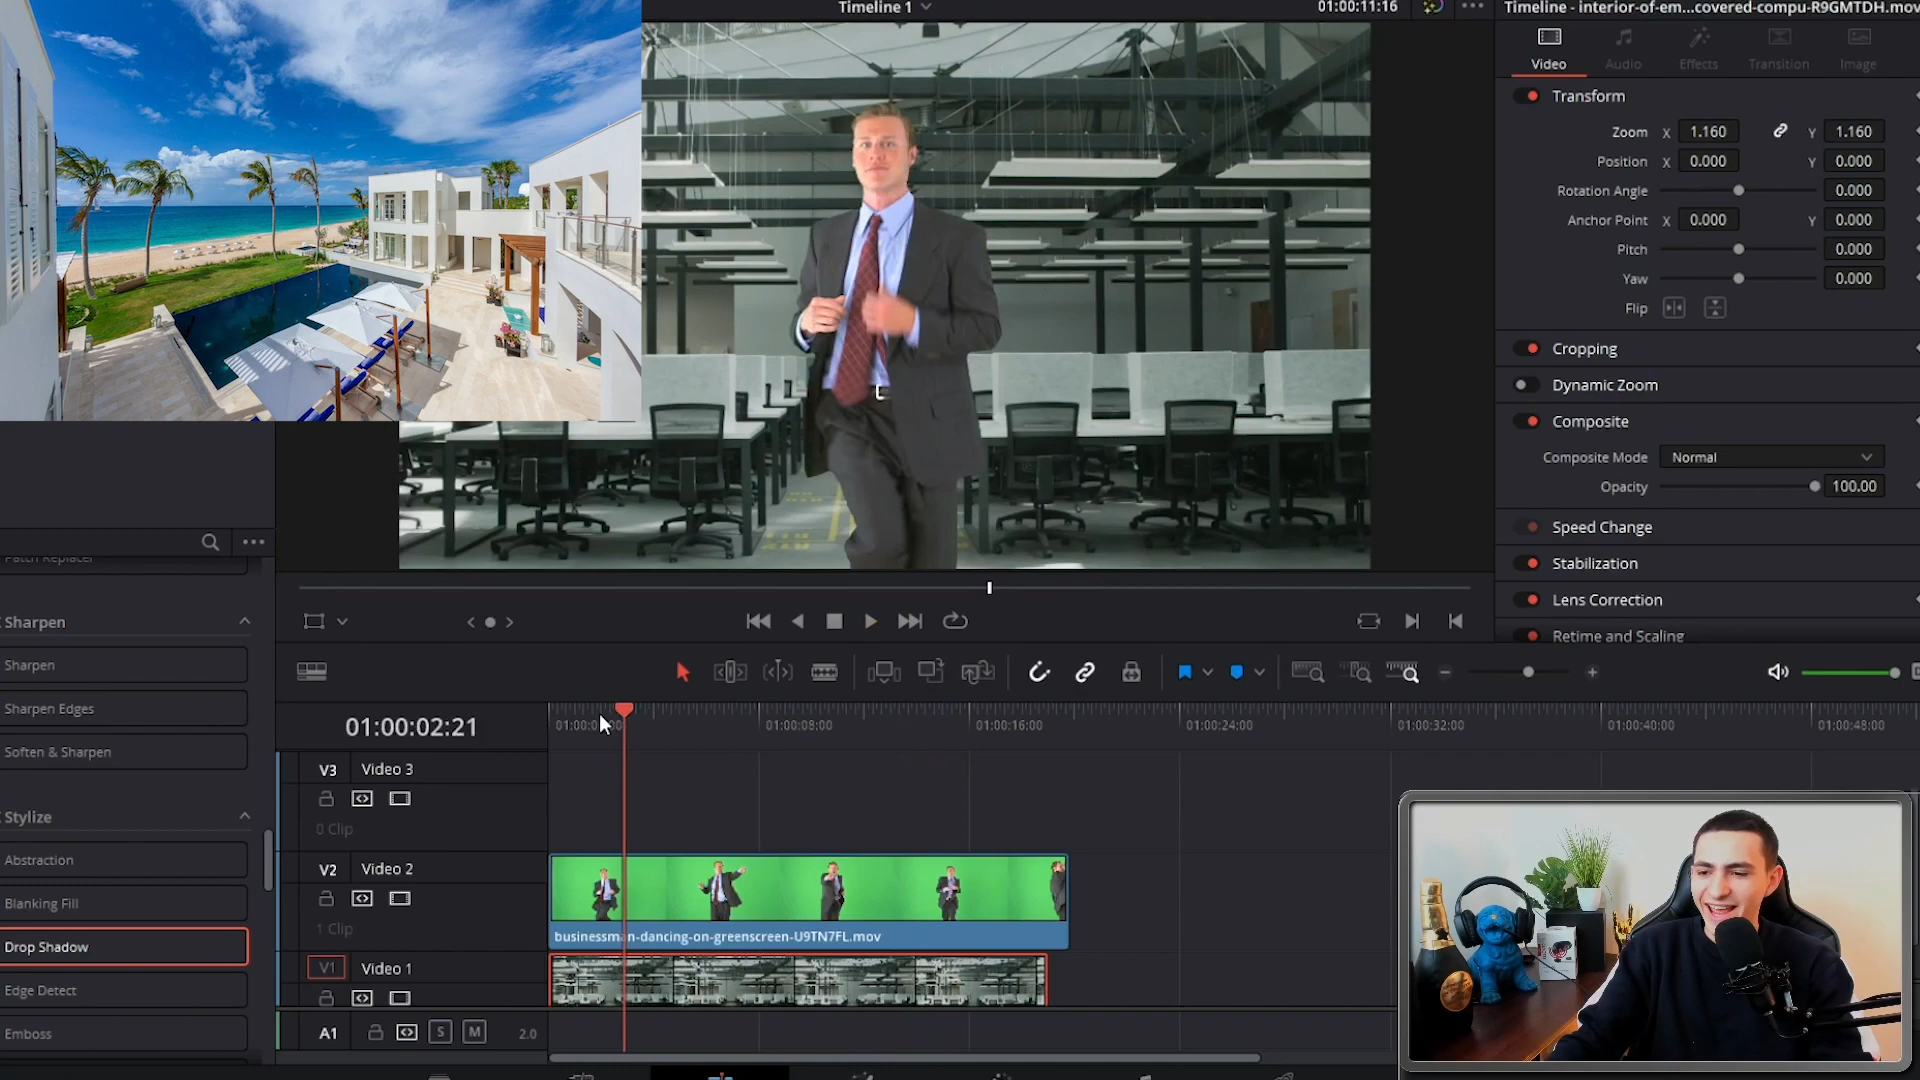 Timeline 1
01:00:11:16
Timeline - interior-of-em...covered-compu-R9GMTDH.mov
Video
Audio
Effects
Transition
Image
Transform
Zoom X 1.160 Y 1.160
Position X 0.000 Y 0.000
Rotation Angle 0.000
Anchor Point X 0.000 Y 0.000
Pitch 0.000
Yaw 0.000
Flip
Cropping
Dynamic Zoom
Composite
Composite Mode Normal
Opacity 100.00
Speed Change
Stabilization
Lens Correction
Retime and Scaling
Patch Replacer
Sharpen
Sharpen
Sharpen Edges
Soften & Sharpen
Stylize
Abstraction
Blanking Fill
Drop Shadow
Edge Detect
Emboss
01:00:02:21
01:00:08:00
01:00:16:00
01:00:24:00
01:00:32:00
01:00:40:00
01:00:48:00
V3 Video 3
0 Clip
V2 Video 2
1 Clip
businessman-dancing-on-greenscreen-U9TN7FL.mov
V1 Video 1
A1 S M 2.0